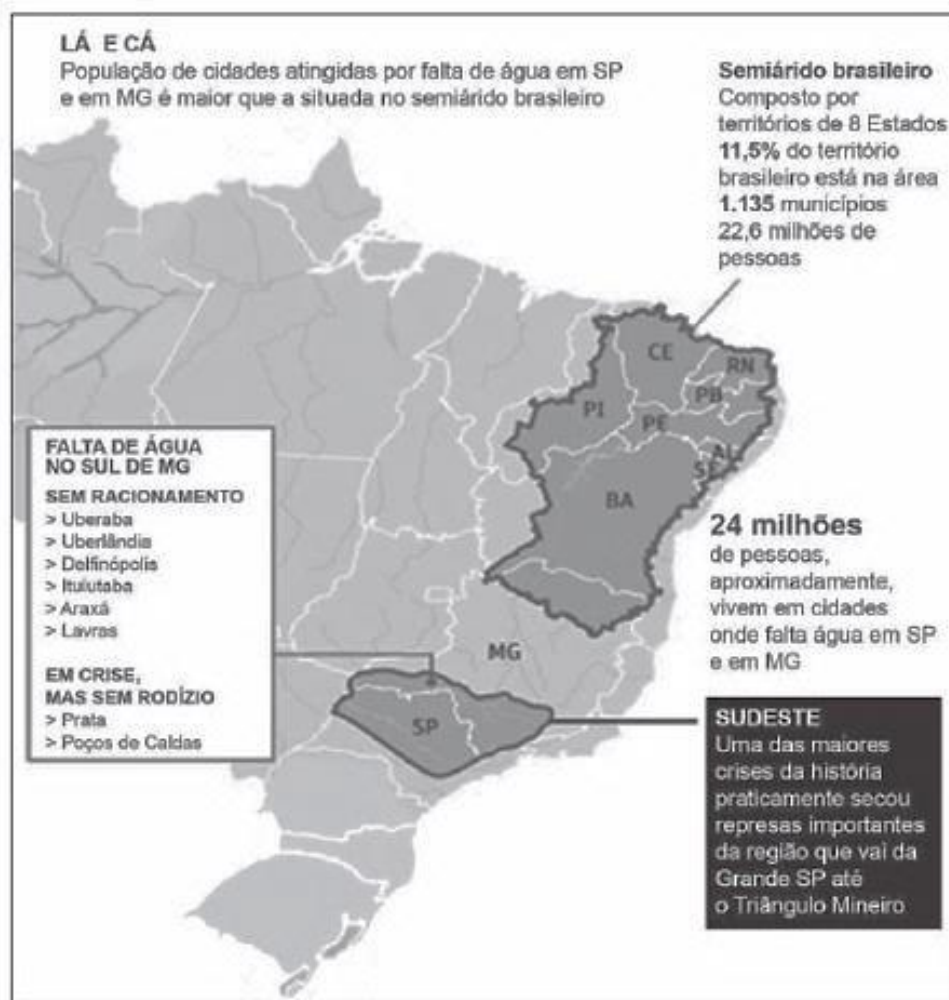 LÁ E CÁ
População de cidades atingidas por falta de água em SP
e em MG é maior que a situada no semiárido brasileiro
Semiárido brasileiro
Composto por
territórios de 8 Estados
11,5% do território
brasileiro está na área
1.135 municípios
22,6 milhões de
pessoas
CE
RN
PB
PI
PE
AL
SE
BA
MG
SP
FALTA DE ÁGUA
NO SUL DE MG
SEM RACIONAMENTO
> Uberaba
> Uberlândia
> Delfinópolis
> Ituiutaba
> Araxá
> Lavras
EM CRISE,
MAS SEM RODÍZIO
> Prata
> Poços de Caldas
24 milhões
de pessoas,
aproximadamente,
vivem em cidades
onde falta água em SP
e em MG
SUDESTE
Uma das maiores
crises da história
praticamente secou
represas importantes
da região que vai da
Grande SP até
o Triângulo Mineiro